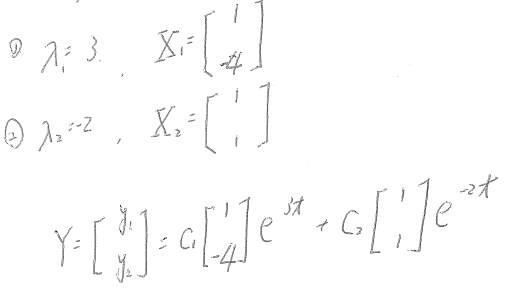 ① λ₁ = 3. , X₁ = [1 -4]
② λ₂ = -2 , X₂ = [1 1]
Y = [y₁ y₂] = C₁ [1 -4] e^{3t} + C₂ [1 1] e^{-2t}